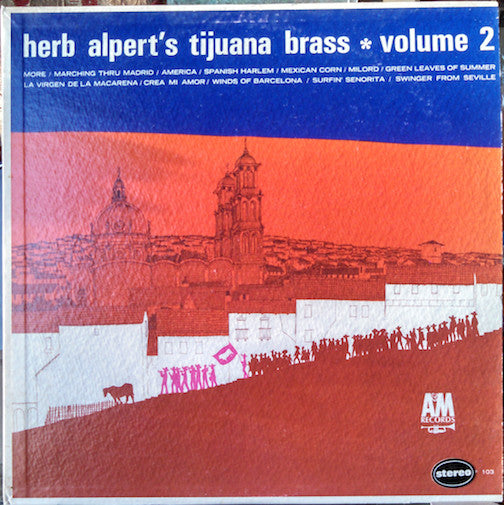 herb alpert's tijuana brass * volume 2
MORE / MARCHING THRU MADRID / AMERICA / SPANISH HARLEM / MEXICAN CORN / MILORD / GREEN LEAVES OF SUMMER
LA VIRGEN DE LA MACARENA / CREA MI AMOR / WINDS OF BARCELONA / SURFIN' SENORITA / SWINGER FROM SEVILLE
A&M
RECORDS
stereo
103